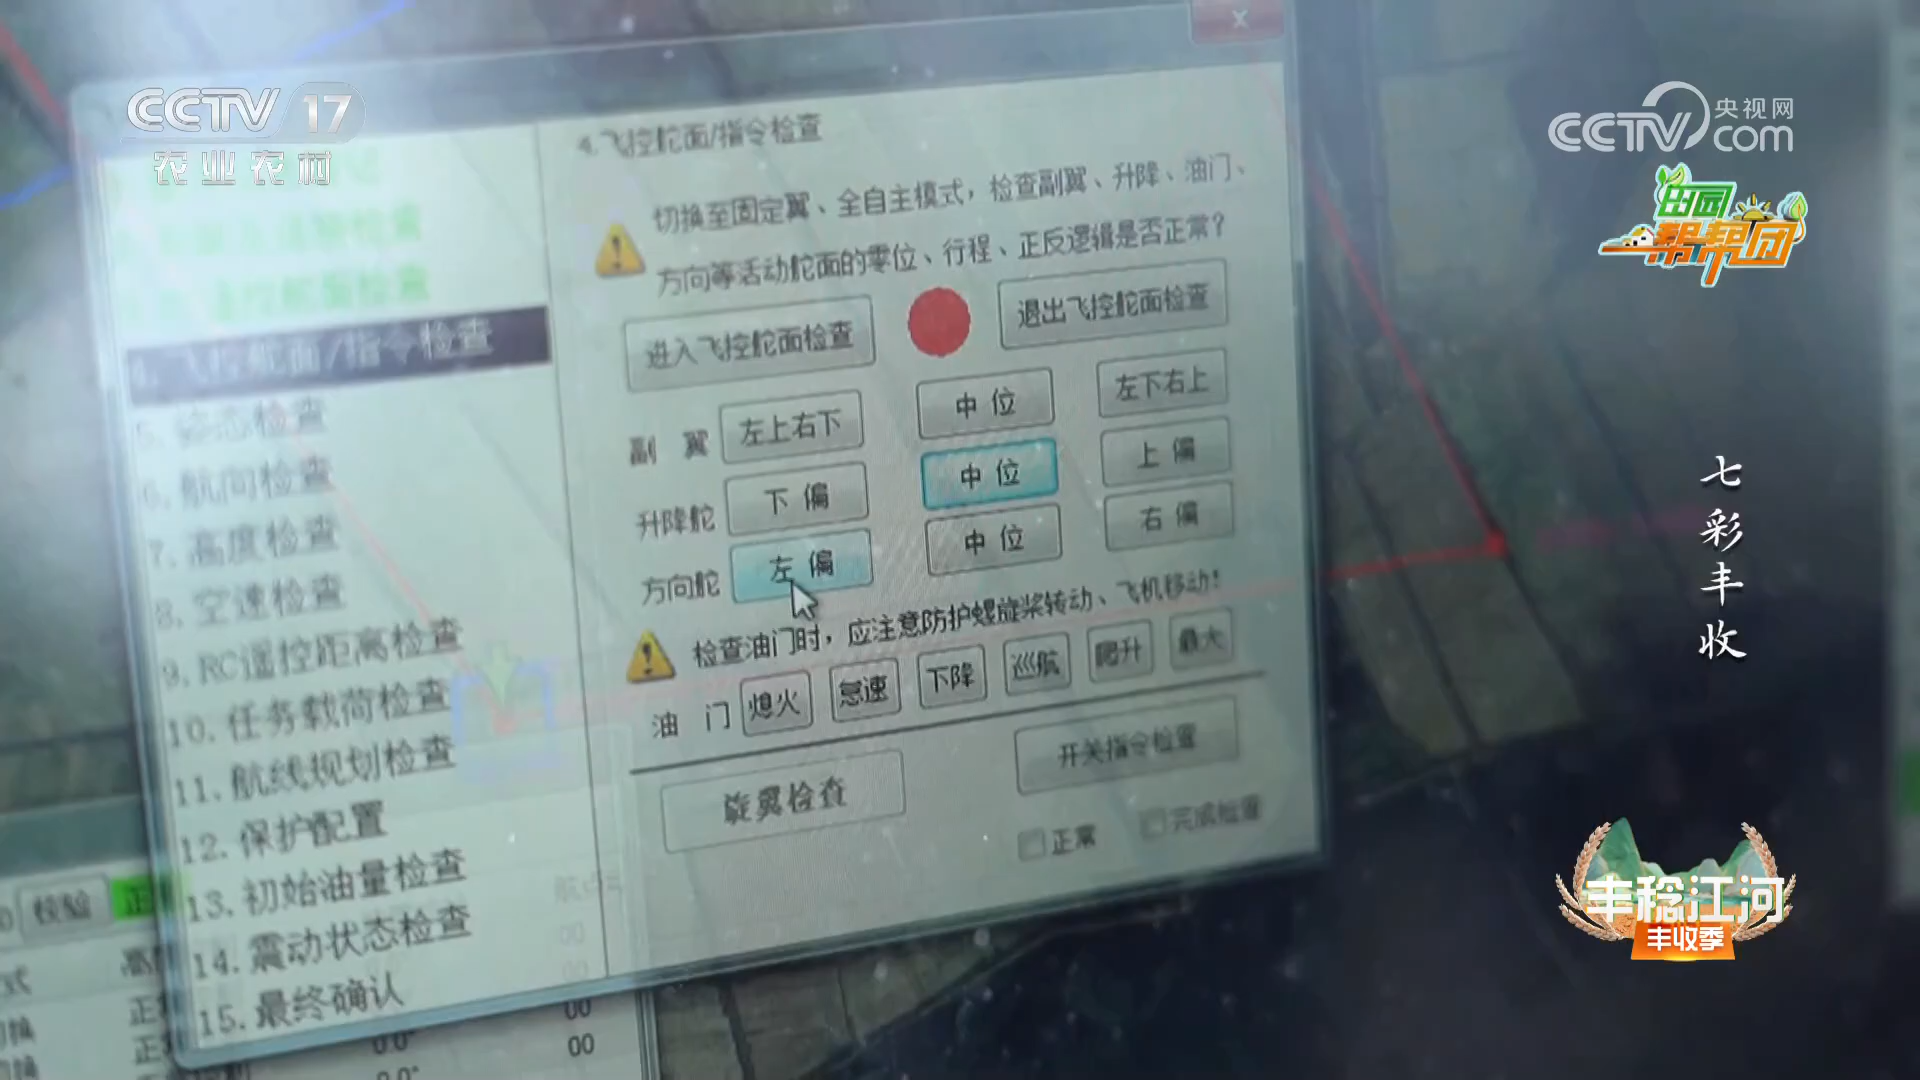 CCTV 17
农业农村
央视网
CCTV.com
田园帮帮团
七彩丰收
丰稔江河
丰收季
4.飞控舵面/指令检查
切换至固定翼、全自主模式，检查副翼、升降、油门、
方向等活动舵面的零位、行程、正反逻辑是否正常？
进入飞控舵面检查
退出飞控舵面检查
副 翼 左上右下 中 位 左下右上
升降舵 下 偏 中 位 上 偏
方向舵 左 偏 中 位 右 偏
检查油门时，应注意防护螺旋桨转动、飞机移动！
油 门 熄火 怠速 下降 巡航 爬升 最大
旋翼检查
开关指令检查
正常
完成检查
4. 飞控舵面/指令检查
5. 姿态检查
6. 航向检查
7. 高度检查
8. 空速检查
9. RC遥控距离检查
10. 任务载荷检查
11. 航线规划检查
12. 保护配置
13. 初始油量检查
14. 震动状态检查
15. 最终确认
校验
00
00